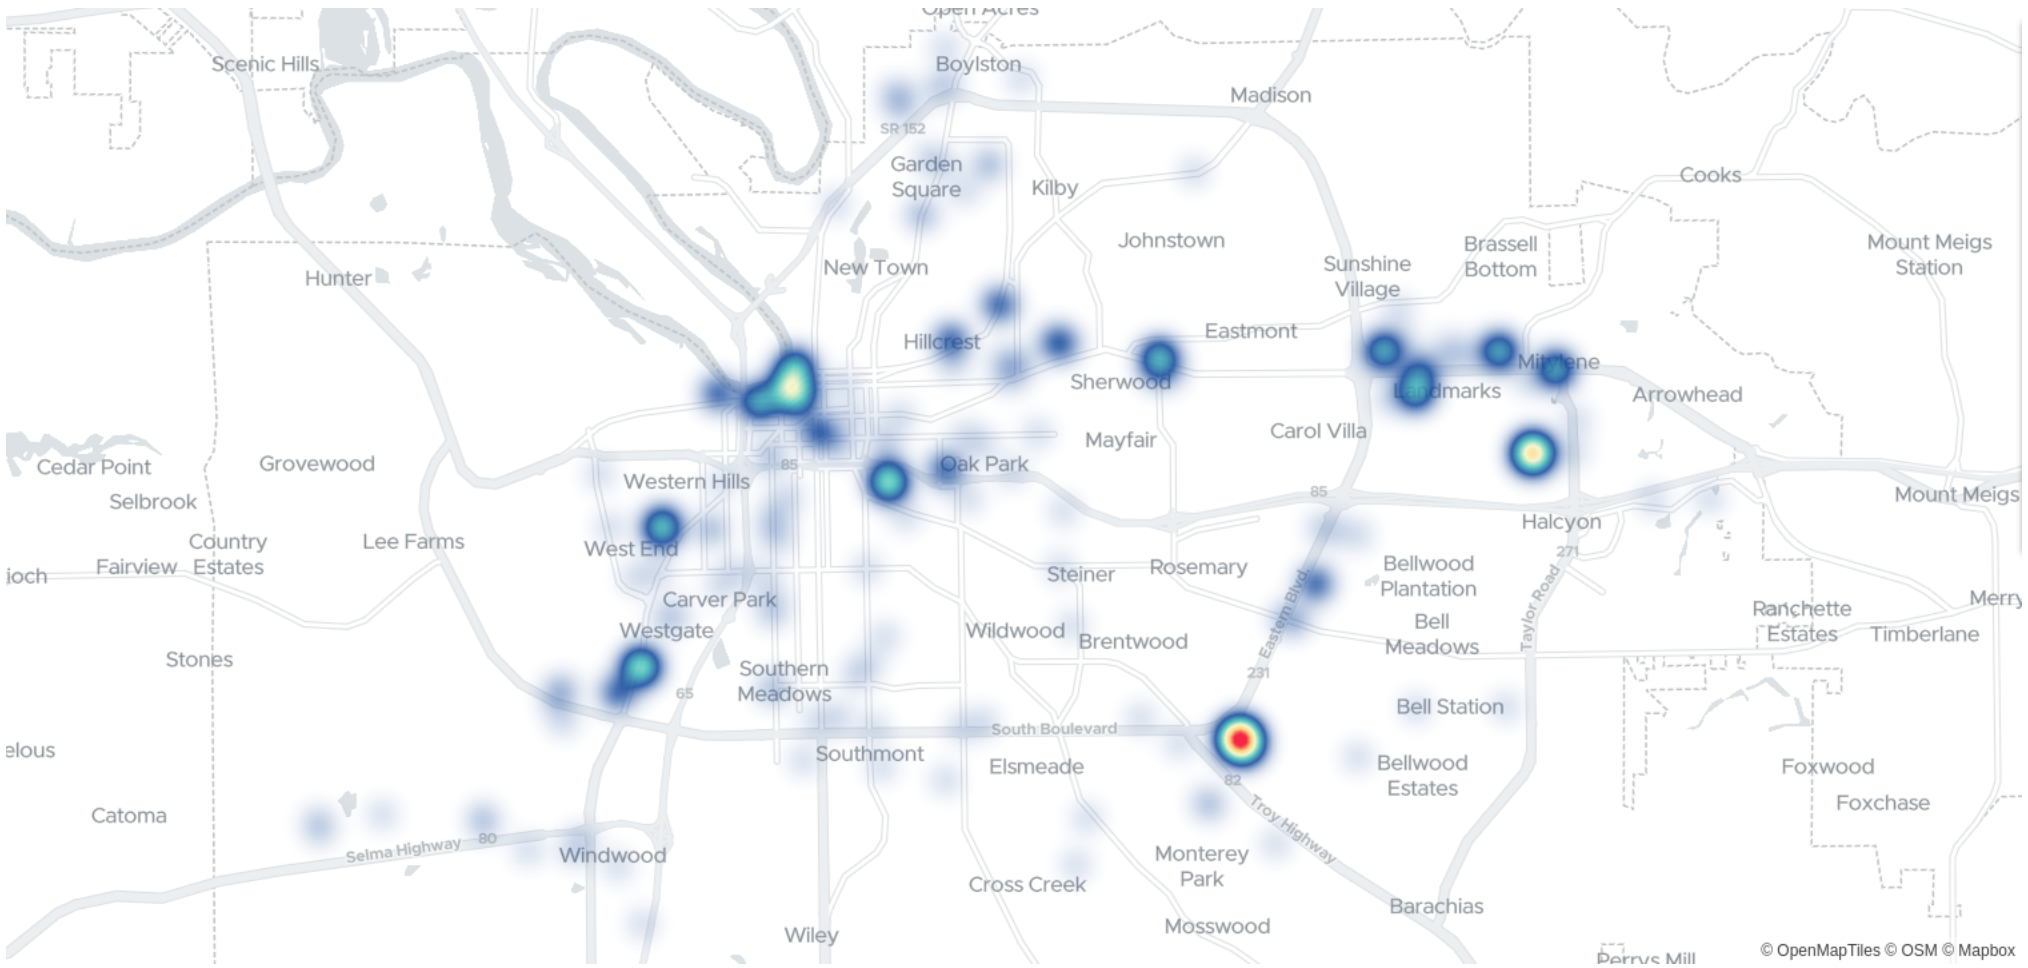 Open Acres
Scenic Hills
Boylston
Madison
SR 152
Garden
Square
Kilby
Cooks
Johnstown
Brassell
Bottom
Mount Meigs
Station
Sunshine
Village
New Town
Hunter
Eastmont
Hillcrest
Mitylene
Sherwood
Landmarks
Arrowhead
Carol Villa
Mayfair
Cedar Point
Grovewood
85
Oak Park
Western Hills
Selbrook
85
Mount Meigs
Halcyon
Country
Estates
Lee Farms
West End
271
Fairview
ioch
Steiner
Rosemary
Bellwood
Plantation
Carver Park
Eastern Blvd.
Taylor Road
Merry
Ranchette
Estates
Westgate
Wildwood
Brentwood
Bell
Meadows
Timberlane
Stones
Southern
Meadows
231
65
Bell Station
South Boulevard
elous
Southmont
Elsmeade
82
Bellwood
Estates
Foxwood
Foxchase
Catoma
Selma Highway
80
Windwood
Troy Highway
Monterey
Park
Cross Creek
Barachias
Mosswood
Wiley
Perrys Mill
© OpenMapTiles © OSM © Mapbox